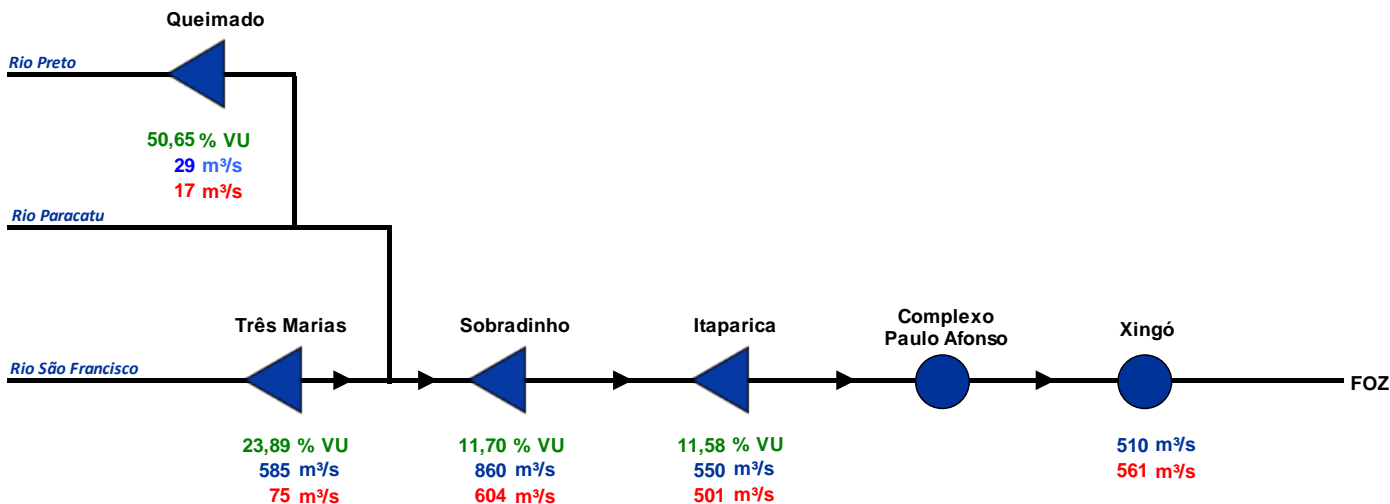 Queimado
Rio Preto
50,65 % VU
29 m³/s
17 m³/s
Rio Paracatu
Três Marias
Sobradinho
Itaparica
Complexo
Paulo Afonso
Xingó
Rio São Francisco
FOZ
23,89 % VU
585 m³/s
75 m³/s
11,70 % VU
860 m³/s
604 m³/s
11,58 % VU
550 m³/s
501 m³/s
510 m³/s
561 m³/s